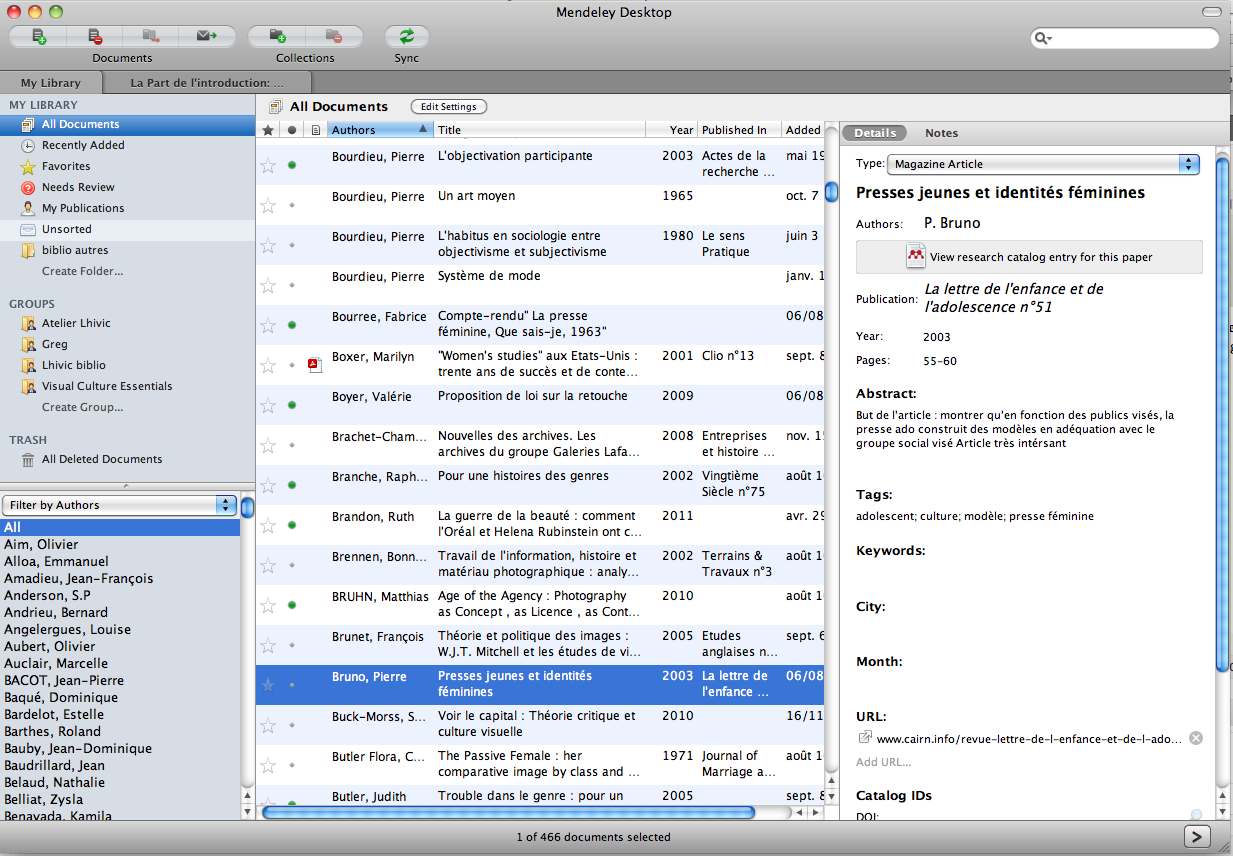 Mendeley Desktop
Documents
Collections
Sync
My Library
La Part de l'introduction: ...
MY LIBRARY
All Documents
Recently Added
Favorites
Needs Review
My Publications
Unsorted
biblio autres
Create Folder...
GROUPS
Atelier Lhivic
Greg
Lhivic biblio
Visual Culture Essentials
Create Group...
TRASH
All Deleted Documents
Filter by Authors
All
Aim, Olivier
Alloa, Emmanuel
Amadieu, Jean-François
Anderson, S.P
Andrieu, Bernard
Angelergues, Louise
Aubert, Olivier
Auclair, Marcelle
BACOT, Jean-Pierre
Baqué, Dominique
Bardelot, Estelle
Barthes, Roland
Bauby, Jean-Dominique
Baudrillard, Jean
Belaud, Nathalie
Belliat, Zysla
Benavada, Kamila
All Documents
Edit Settings
Authors Title Year Published In Added
Bourdieu, Pierre L'objectivation participante 2003 Actes de la mai 19
recherche ...
Bourdieu, Pierre Un art moyen 1965 oct. 7
Bourdieu, Pierre L'habitus en sociologie entre 1980 Le sens juin 3
objectivisme et subjectivisme Pratique
Bourdieu, Pierre Système de mode janv. 1
Bourree, Fabrice Compte-rendu" La presse 06/08
féminine, Que sais-je, 1963"
Boxer, Marilyn "Women's studies" aux Etats-Unis : 2001 Clio n°13 sept. 8
trente ans de succès et de conte...
Boyer, Valérie Proposition de loi sur la retouche 2009 06/08
Brachet-Cham... Nouvelles des archives. Les 2008 Entreprises nov. 1
archives du groupe Galeries Lafa... et histoire ...
Branche, Raph... Pour une histoires des genres 2002 Vingtième août 1
Siècle n°75
Brandon, Ruth La guerre de la beauté : comment 2011 avr. 29
l'Oréal et Helena Rubinstein ont c...
Brennen, Bonn... Travail de l'information, histoire et 2002 Terrains & août 1
matériau photographique : analy... Travaux n°3
BRUHN, Matthias Age of the Agency : Photography 2010 août 1
as Concept , as Licence , as Cont...
Brunet, François Théorie et politique des images : 2005 Etudes sept. 6
W.J.T. Mitchell et les études de vi... anglaises n...
Bruno, Pierre Presses jeunes et identités 2003 La lettre de 06/08
féminines l'enfance ...
Buck-Morss, S... Voir le capital : Théorie critique et 2010 16/11
culture visuelle
Butler Flora, C... The Passive Female : her 1971 Journal of août 1
comparative image by class and ... Marriage a...
Butler, Judith Trouble dans le genre : pour un 2005 sept.
Details Notes
Type: Magazine Article
Presses jeunes et identités féminines
Authors: P. Bruno
View research catalog entry for this paper
Publication: La lettre de l'enfance et de
l'adolescence n°51
Year: 2003
Pages: 55-60
Abstract:
But de l'article : montrer qu'en fonction des publics visés, la
presse ado construit des modèles en adéquation avec le
groupe social visé Article très intérsant
Tags:
adolescent; culture; modèle; presse féminine
Keywords:
City:
Month:
URL:
www.cairn.info/revue-lettre-de-l-enfance-et-de-l-ado...
Add URL...
Catalog IDs
DOI:
1 of 466 documents selected